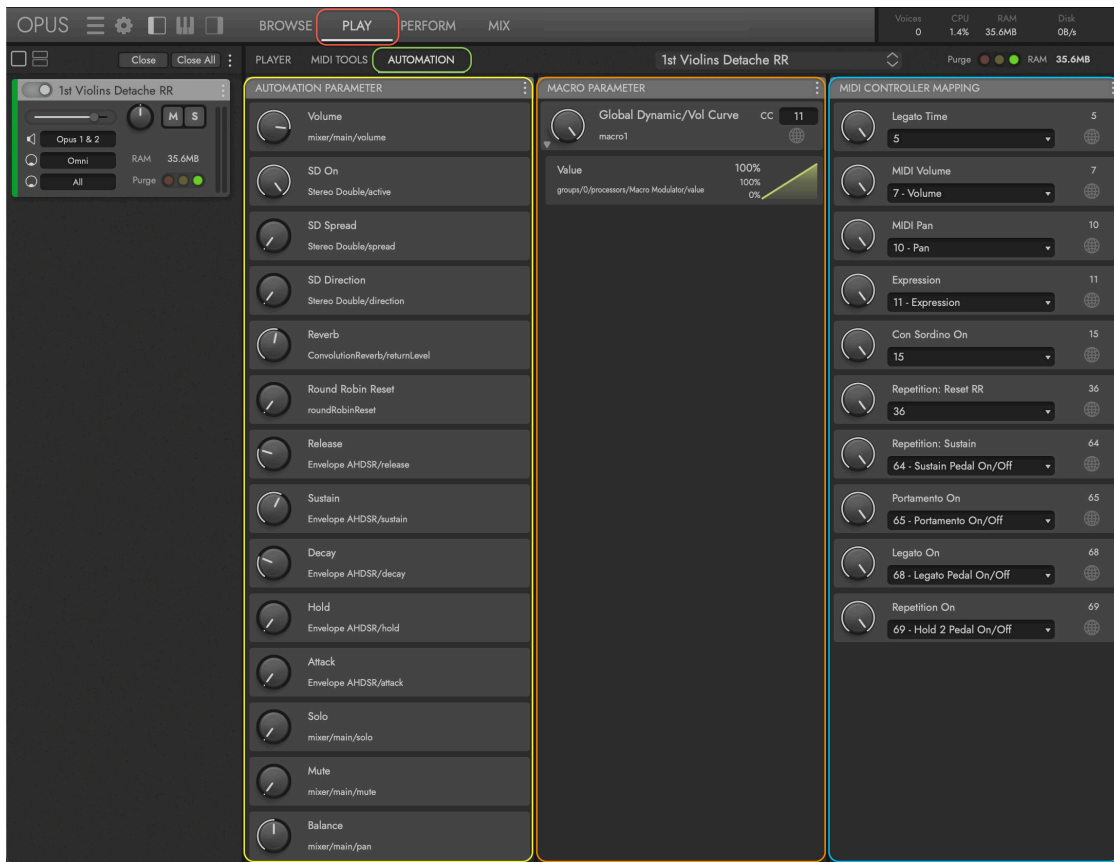 OPUS
BROWSE PLAY PERFORM MIX
Voices CPU RAM Disk
0 1.4% 35.6MB 0B/s
Close Close All
PLAYER MIDI TOOLS AUTOMATION
1st Violins Detache RR
Purge RAM 35.6MB
1st Violins Detache RR
M S
Opus 1 & 2
Omni RAM 35.6MB
All Purge
AUTOMATION PARAMETER
Volume
mixer/main/volume
SD On
Stereo Double/active
SD Spread
Stereo Double/spread
SD Direction
Stereo Double/direction
Reverb
ConvolutionReverb/returnLevel
Round Robin Reset
roundRobinReset
Release
Envelope AHDSR/release
Sustain
Envelope AHDSR/sustain
Decay
Envelope AHDSR/decay
Hold
Envelope AHDSR/hold
Attack
Envelope AHDSR/attack
Solo
mixer/main/solo
Mute
mixer/main/mute
Balance
mixer/main/pan
MACRO PARAMETER
Global Dynamic/Vol Curve CC 11
macro1
Value 100%
groups/0/processors/Macro Modulator/value 100%
0%
MIDI CONTROLLER MAPPING
Legato Time 5
5
MIDI Volume 7
7 - Volume
MIDI Pan 10
10 - Pan
Expression 11
11 - Expression
Con Sordino On 15
15
Repetition: Reset RR 36
36
Repetition: Sustain 64
64 - Sustain Pedal On/Off
Portamento On 65
65 - Portamento On/Off
Legato On 68
68 - Legato Pedal On/Off
Repetition On 69
69 - Hold 2 Pedal On/Off